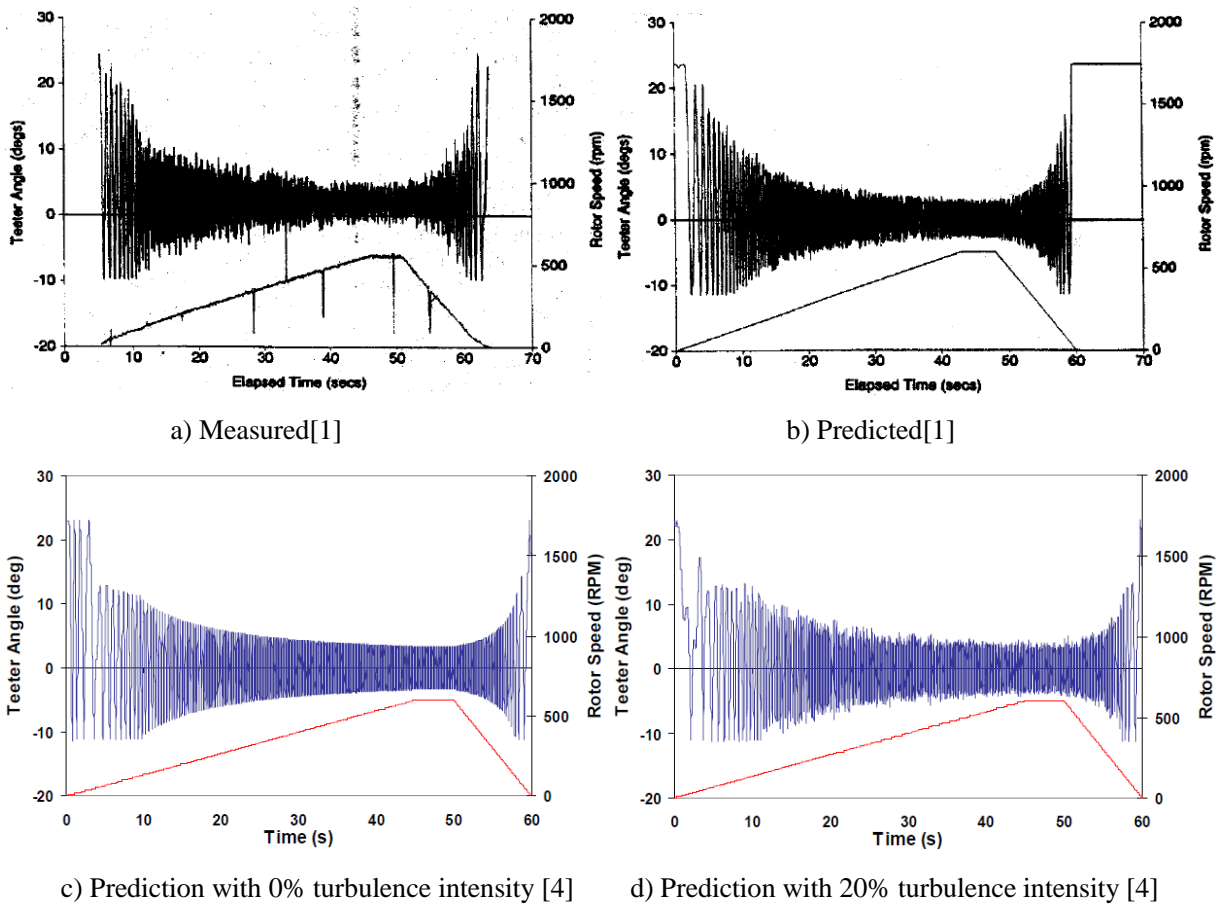 30
20
10
0
-10
-20
Teeter Angle (degs)
2000
1500
1000
500
0
Rotor Speed (rpm)
0 10 20 30 40 50 60 70
Elapsed Time (secs)
a) Measured[1]
30
20
10
0
-10
-20
Teeter Angle (degs)
2000
1500
1000
500
0
Rotor Speed (rpm)
0 10 20 30 40 50 60 70
Elapsed Time (secs)
b) Predicted[1]
30
20
10
0
-10
-20
Teeter Angle (deg)
2000
1500
1000
500
0
Rotor Speed (RPM)
0 10 20 30 40 50 60
Time (s)
c) Prediction with 0% turbulence intensity [4]
30
20
10
0
-10
-20
Teeter Angle (deg)
2000
1500
1000
500
0
Rotor Speed (RPM)
0 10 20 30 40 50 60
Time (s)
d) Prediction with 20% turbulence intensity [4]